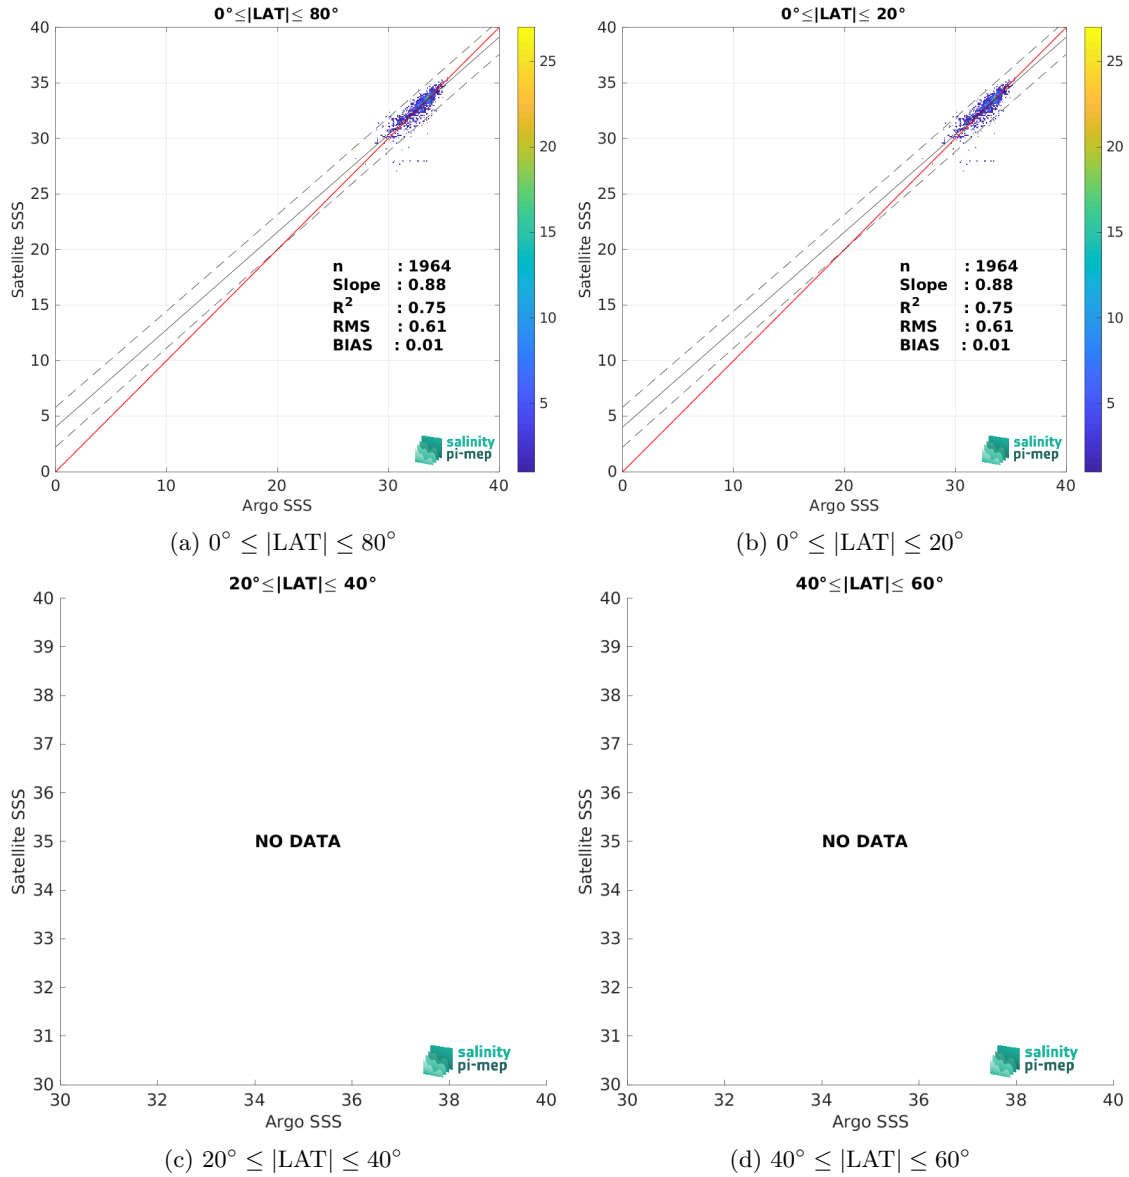 0°≤|LAT|≤ 80°
40
35
30
25
20
15
10
5
0
Satellite SSS
n : 1964
Slope : 0.88
R² : 0.75
RMS : 0.61
BIAS : 0.01
salinity
pi-mep
0 10 20 30 40
Argo SSS
25
20
15
10
5
(a) 0° ≤ |LAT| ≤ 80°
0°≤|LAT|≤ 20°
40
35
30
25
20
15
10
5
0
Satellite SSS
n : 1964
Slope : 0.88
R² : 0.75
RMS : 0.61
BIAS : 0.01
salinity
pi-mep
0 10 20 30 40
Argo SSS
25
20
15
10
5
(b) 0° ≤ |LAT| ≤ 20°
20°≤|LAT|≤ 40°
40
39
38
37
36
35
34
33
32
31
30
Satellite SSS
NO DATA
salinity
pi-mep
30 32 34 36 38 40
Argo SSS
(c) 20° ≤ |LAT| ≤ 40°
40°≤|LAT|≤ 60°
40
39
38
37
36
35
34
33
32
31
30
Satellite SSS
NO DATA
salinity
pi-mep
30 32 34 36 38 40
Argo SSS
(d) 40° ≤ |LAT| ≤ 60°